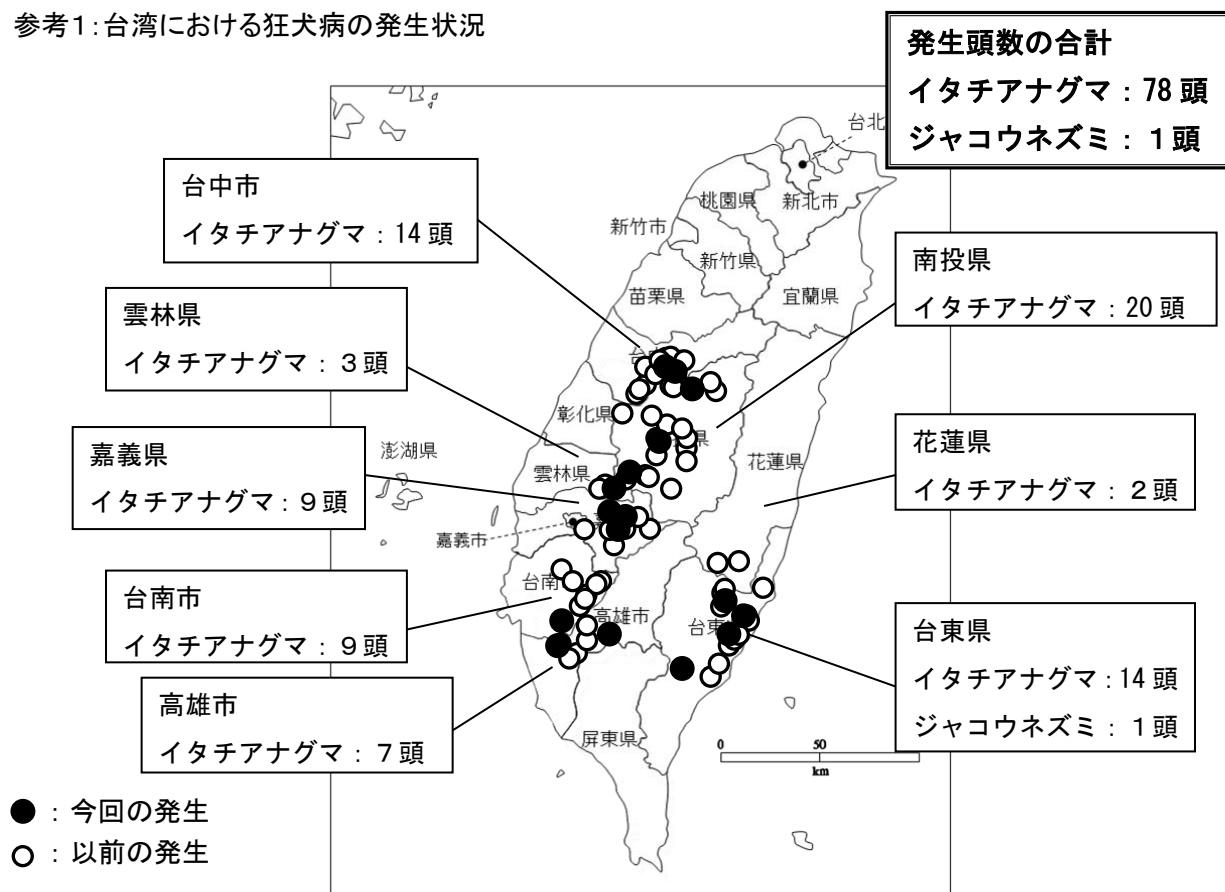 参考1:台湾における狂犬病の発生状況
発生頭数の合計
イタチアナグマ : 78 頭
ジャコウネズミ : 1 頭
台中市
イタチアナグマ : 14 頭
雲林県
イタチアナグマ : 3 頭
嘉義県
イタチアナグマ : 9 頭
台南市
イタチアナグマ : 9 頭
高雄市
イタチアナグマ : 7 頭
南投県
イタチアナグマ : 20 頭
花蓮県
イタチアナグマ : 2 頭
台東県
イタチアナグマ : 14 頭
ジャコウネズミ : 1 頭
台北
桃園県
新北市
新竹市
新竹県
苗栗県
宜蘭県
台
彰化県
県
花蓮県
澎湖県
雲林県
嘉義市
台南
高雄市
台東
屏東県
0 50
km
● : 今回の発生
○ : 以前の発生